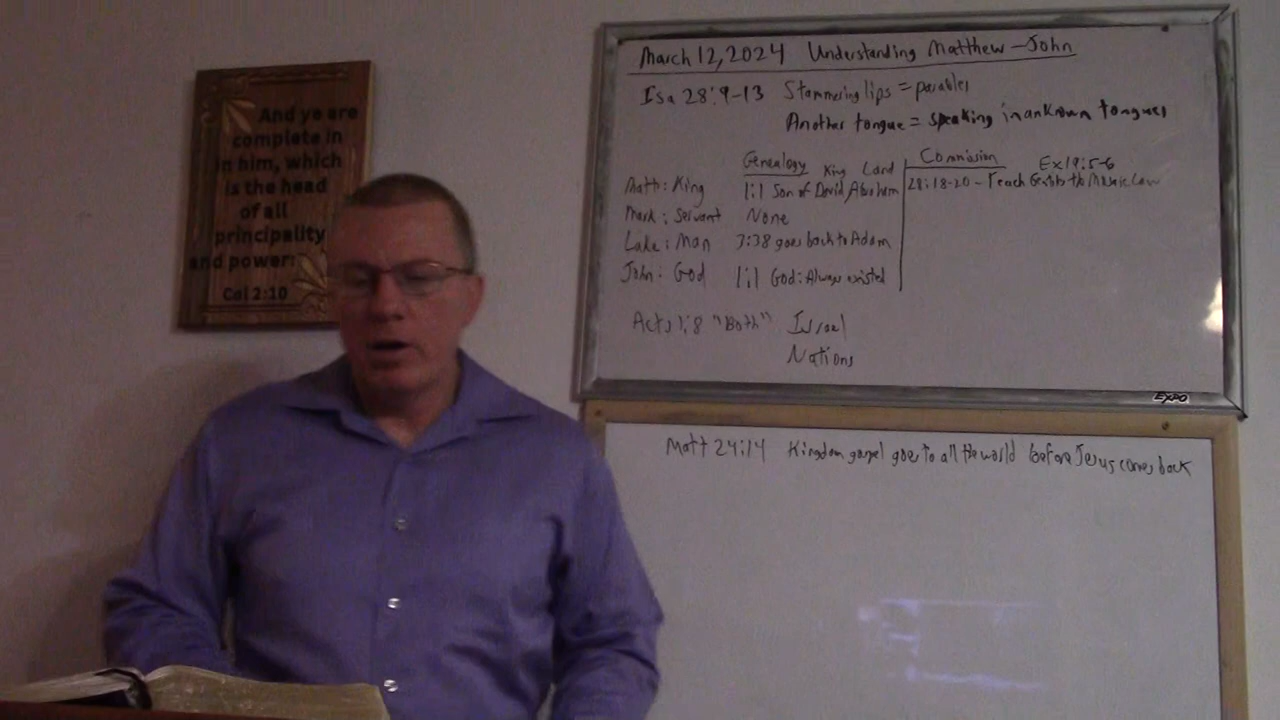 And ye are
complete in
in him, which
is the head
of all
principality
and power:
Col 2:10
March 12, 2024 Understanding Matthew - John
Isa 28:9-13 Stammering lips = parables
Another tongue = speaking in unknown tongues
Genealogy King Land Commission Ex 19:5-6
Matt: King 1:1 Son of David, Abraham 28:18-20 - Teach Gentiles the Mosaic Law
Mark: Servant None
Luke: Man 3:38 goes back to Adam
John: God 1:1 God: Always existed
Acts 1:8 "Both" Israel
Nations
EXPO
Matt 24:14 Kingdom gospel goes to all the world before Jesus comes back